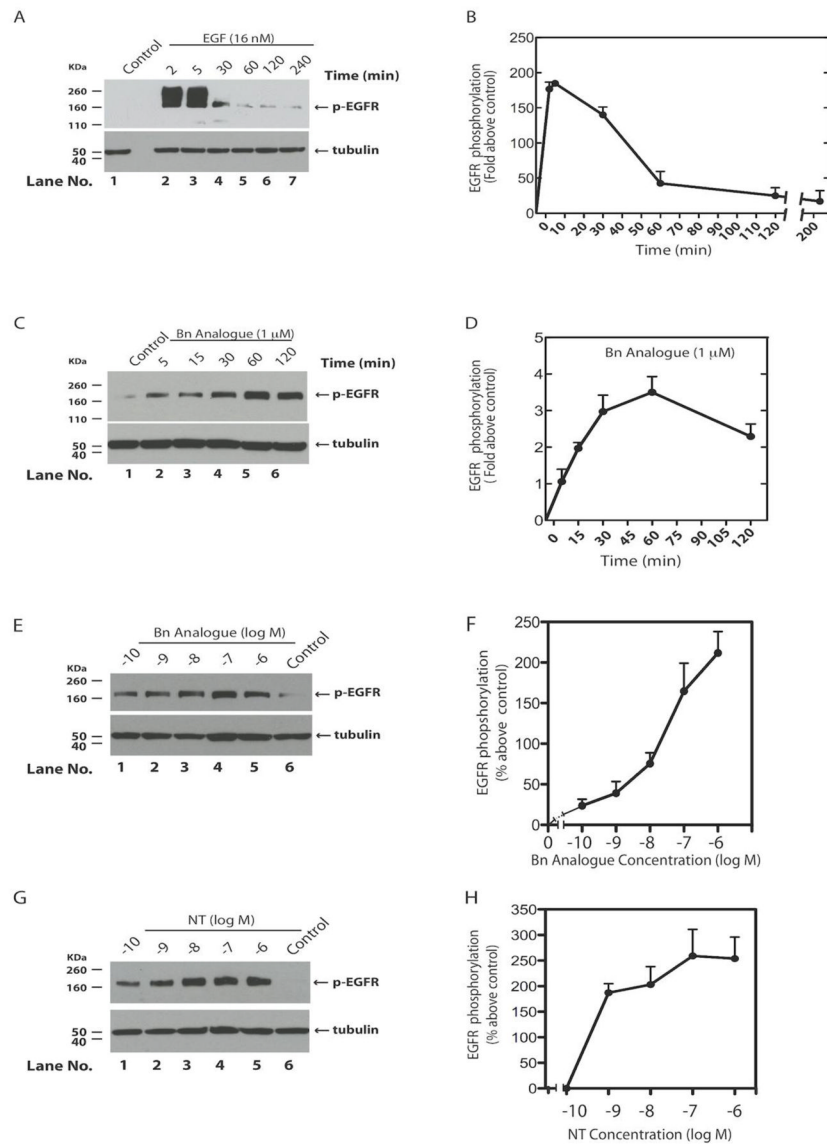 A
Control
EGF (16 nM)
2 5 30 60 120 240
Time (min)
KDa
260
160
110
← p-EGFR
50
40
← tubulin
Lane No. 1 2 3 4 5 6 7
B
EGFR phosphorylation
(Fold above control)
250
200
150
100
50
0
0 10 20 30 40 50 60 70 80 90 100 110 120 200
Time (min)
C
Control
Bn Analogue (1 μM)
5 15 30 60 120
Time (min)
KDa
260
160
110
← p-EGFR
50
40
← tubulin
Lane No. 1 2 3 4 5 6
D
Bn Analogue (1 μM)
EGFR phosphorylation
( Fold above control)
5
4
3
2
1
0
0 15 30 45 60 75 90 105 120
Time (min)
E
Bn Analogue (log M)
-10 -9 -8 -7 -6 Control
KDa
260
160
← p-EGFR
50
40
← tubulin
Lane No. 1 2 3 4 5 6
F
EGFR phopshorylation
(% above control)
250
200
150
100
50
0
0 -10 -9 -8 -7 -6
Bn Analogue Concentration (log M)
G
NT (log M)
-10 -9 -8 -7 -6 Control
KDa
260
160
← p-EGFR
50
40
← tubulin
Lane No. 1 2 3 4 5 6
H
EGFR phosphorylation
(% above control)
350
300
250
200
150
100
50
0
-10 -9 -8 -7 -6
NT Concentration (log M)